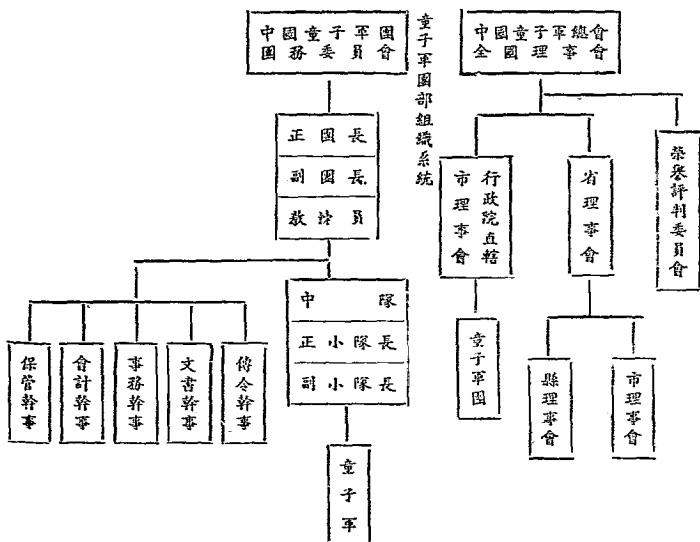 中國童子軍總會
全國理事會
榮譽評判委員會
省理事會
行政院直轄
市理事會
市理事會
縣理事會
童子軍團
童子軍團部組織系統
中國童子軍團
團務委員會
正團長
副團長
教練員
中隊
正小隊長
副小隊長
傳令幹事
文書幹事
事務幹事
會計幹事
保管幹事
童子軍